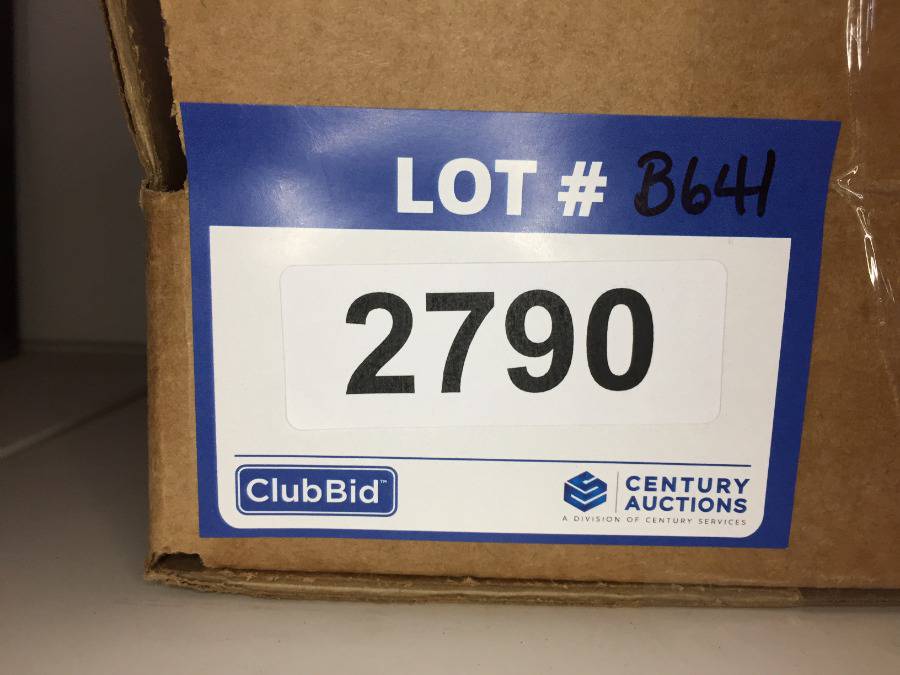 LOT # B641
2790
ClubBid™
CENTURY
AUCTIONS
A DIVISION OF CENTURY SERVICES